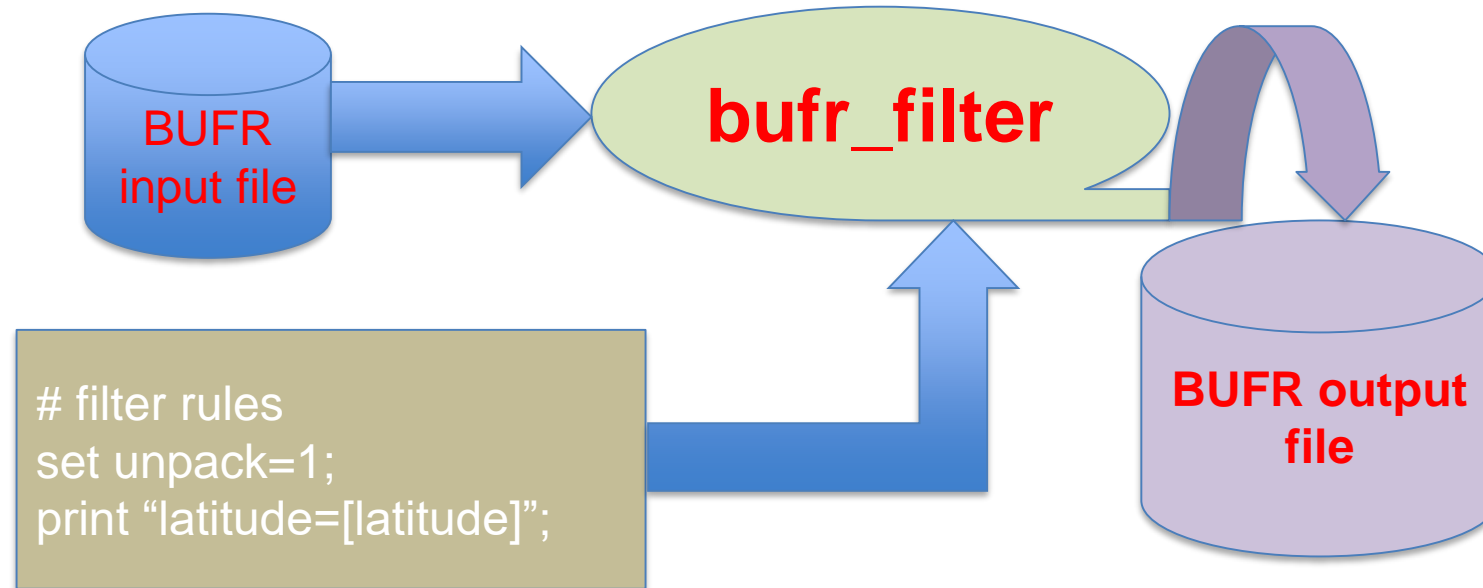 BUFR
input file
bufr_filter
# filter rules
set unpack=1;
print “latitude=[latitude]”;
BUFR output
file